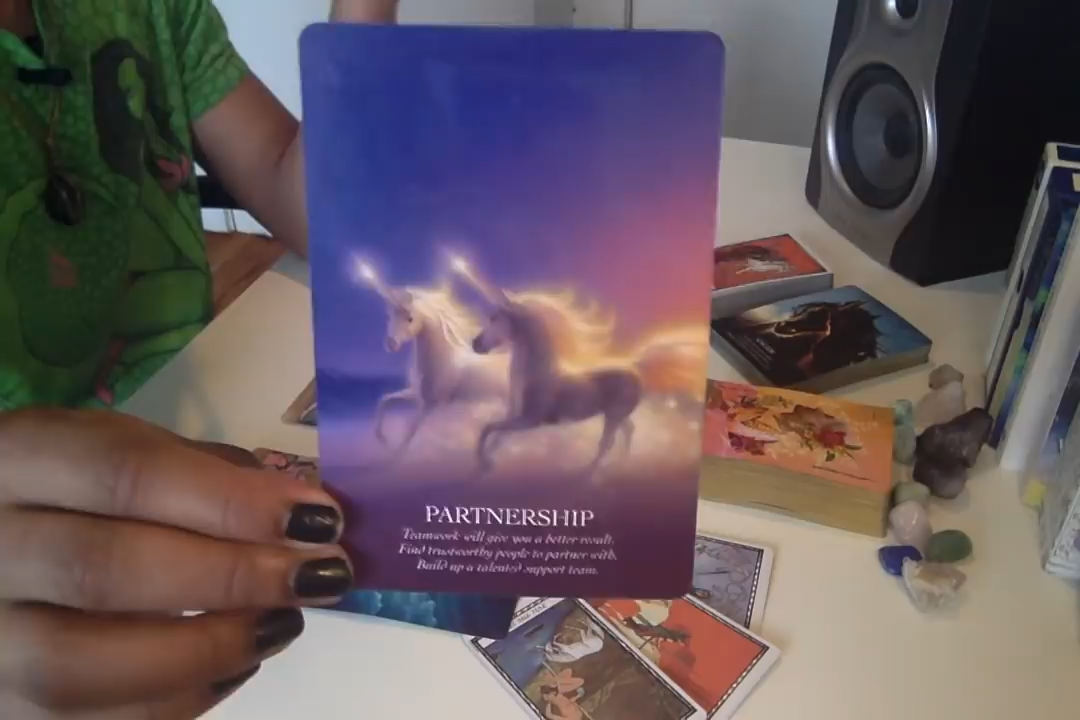 PARTNERSHIP
Teamwork will give you a better result.
Find trustworthy people to partner with.
Build up a talented support team.